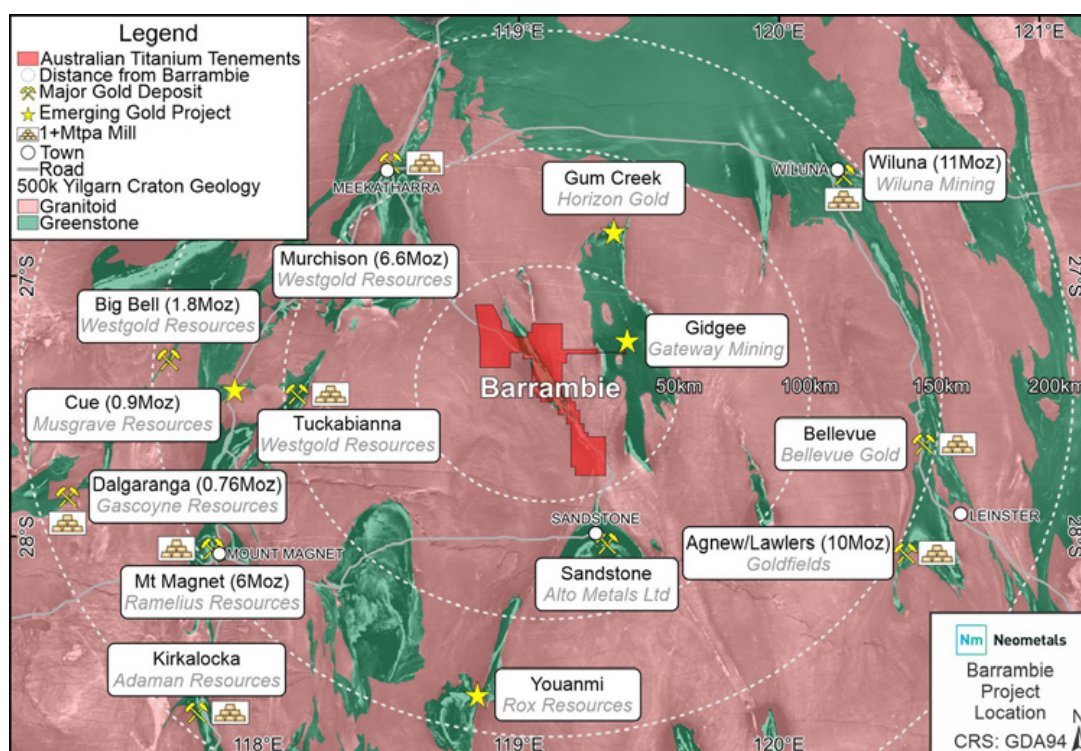 Legend
Australian Titanium Tenements
Distance from Barrambie
Major Gold Deposit
Emerging Gold Project
1+Mtpa Mill
Town
Road
500k Yilgarn Craton Geology
Granitoid
Greenstone
119°E
120°E
121°E
MEEKATHARRA
Gum Creek
Horizon Gold
WILUNA
Wiluna (11Moz)
Wiluna Mining
27°S
Murchison (6.6Moz)
Westgold Resources
27°S
Big Bell (1.8Moz)
Westgold Resources
Gidgee
Gateway Mining
Barrambie
50km
100km
150km
200km
Cue (0.9Moz)
Musgrave Resources
Tuckabianna
Westgold Resources
Bellevue
Bellevue Gold
Dalgaranga (0.76Moz)
Gascoyne Resources
28°S
SANDSTONE
LEINSTER
28°S
MOUNT MAGNET
Agnew/Lawlers (10Moz)
Goldfields
Mt Magnet (6Moz)
Ramelius Resources
Sandstone
Alto Metals Ltd
Kirkalocka
Adaman Resources
Youanmi
Rox Resources
118°E
119°E
120°E
Nm Neometals
Barrambie
Project
Location
CRS: GDA94
N